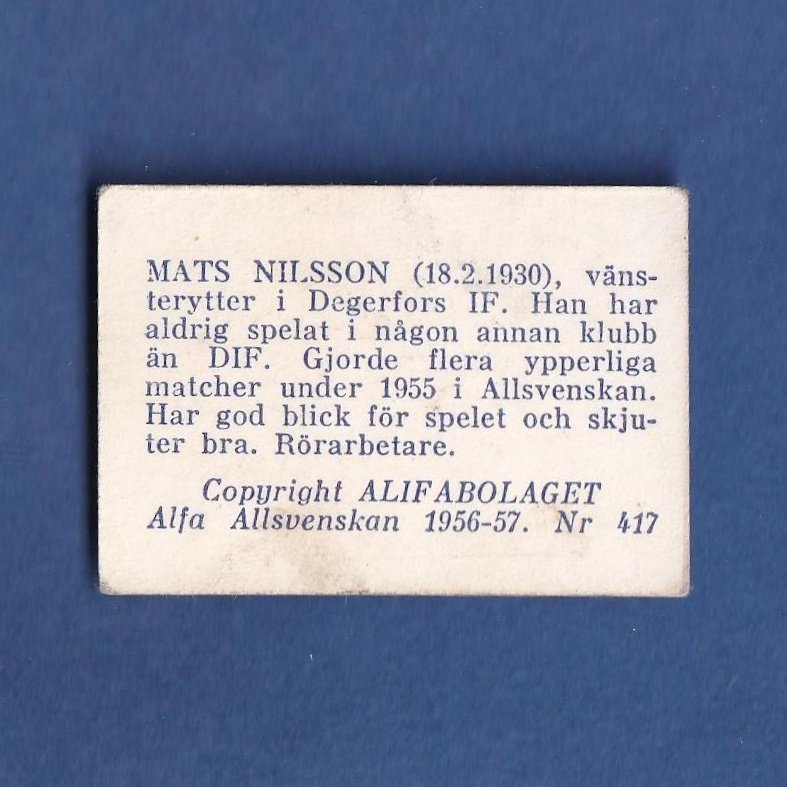 MATS NILSSON (18.2.1930), väns-
terytter i Degerfors IF. Han har
aldrig spelat i någon annan klubb
än DIF. Gjorde flera ypperliga
matcher under 1955 i Allsvenskan.
Har god blick för spelet och skju-
ter bra. Rörarbetare.
Copyright ALIFABOLAGET
Alfa Allsvenskan 1956-57. Nr 417